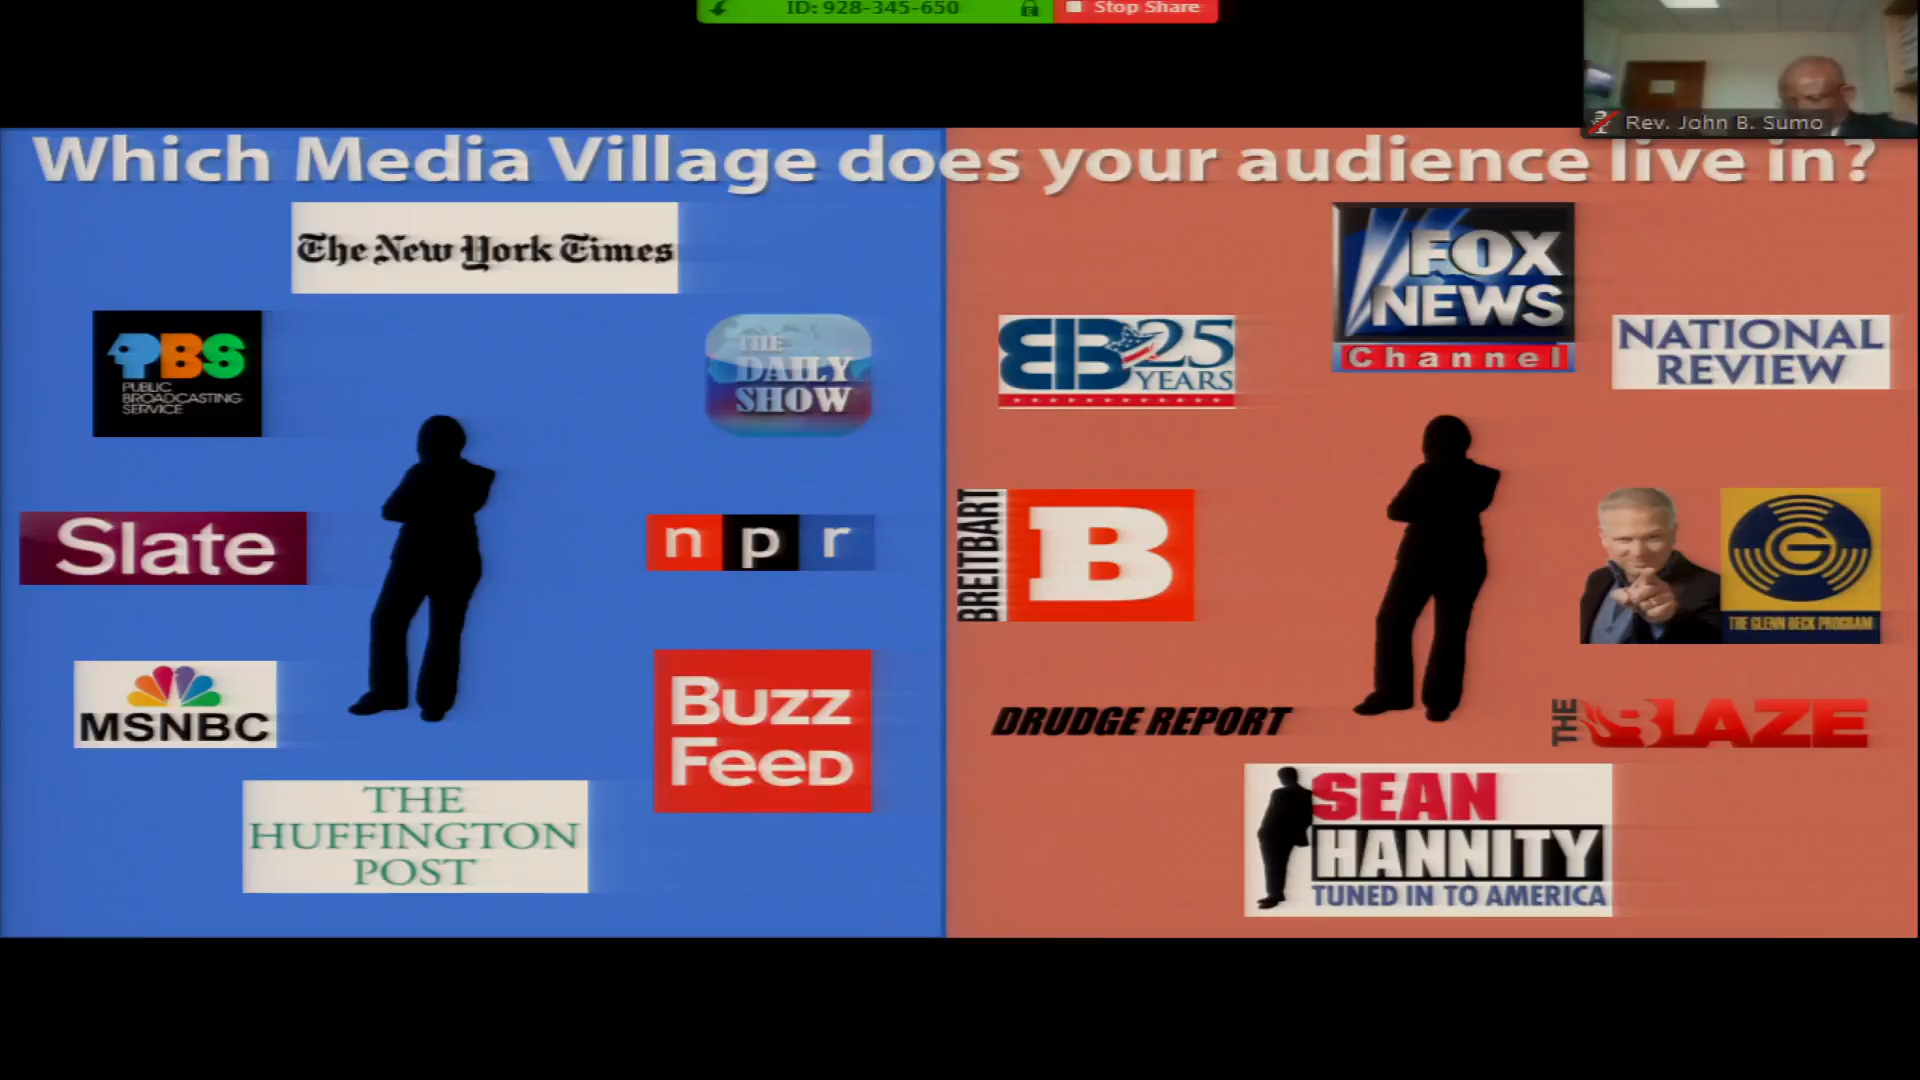 ID: 928-345-650
Stop Share
Rev. John B. Sumo
Which Media Village does your audience live in?
The New York Times
PBS
PUBLIC
BROADCASTING
SERVICE
THE
DAILY
SHOW
Slate
npr
MSNBC
BUZZ
FEED
THE
HUFFINGTON
POST
FOX
NEWS
Channel
25
YEARS
NATIONAL
REVIEW
BREITBART
B
G
THE GLENN BECK PROGRAM
DRUDGE REPORT
THE BLAZE
SEAN
HANNITY
TUNED IN TO AMERICA